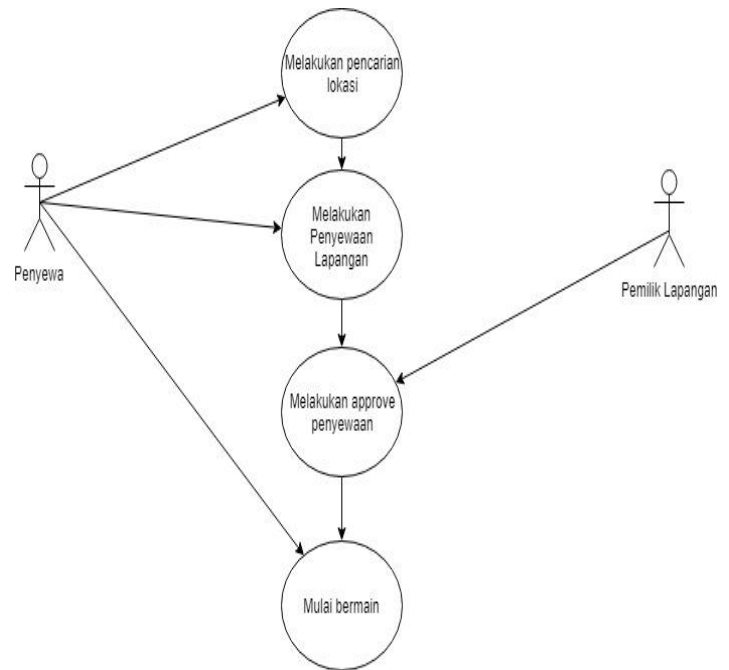 Melakukan pencarian
lokasi
Melakukan
Penyewaan
Lapangan
Penyewa
Pemilik Lapangan
Melakukan approve
penyewaan
Mulai bermain